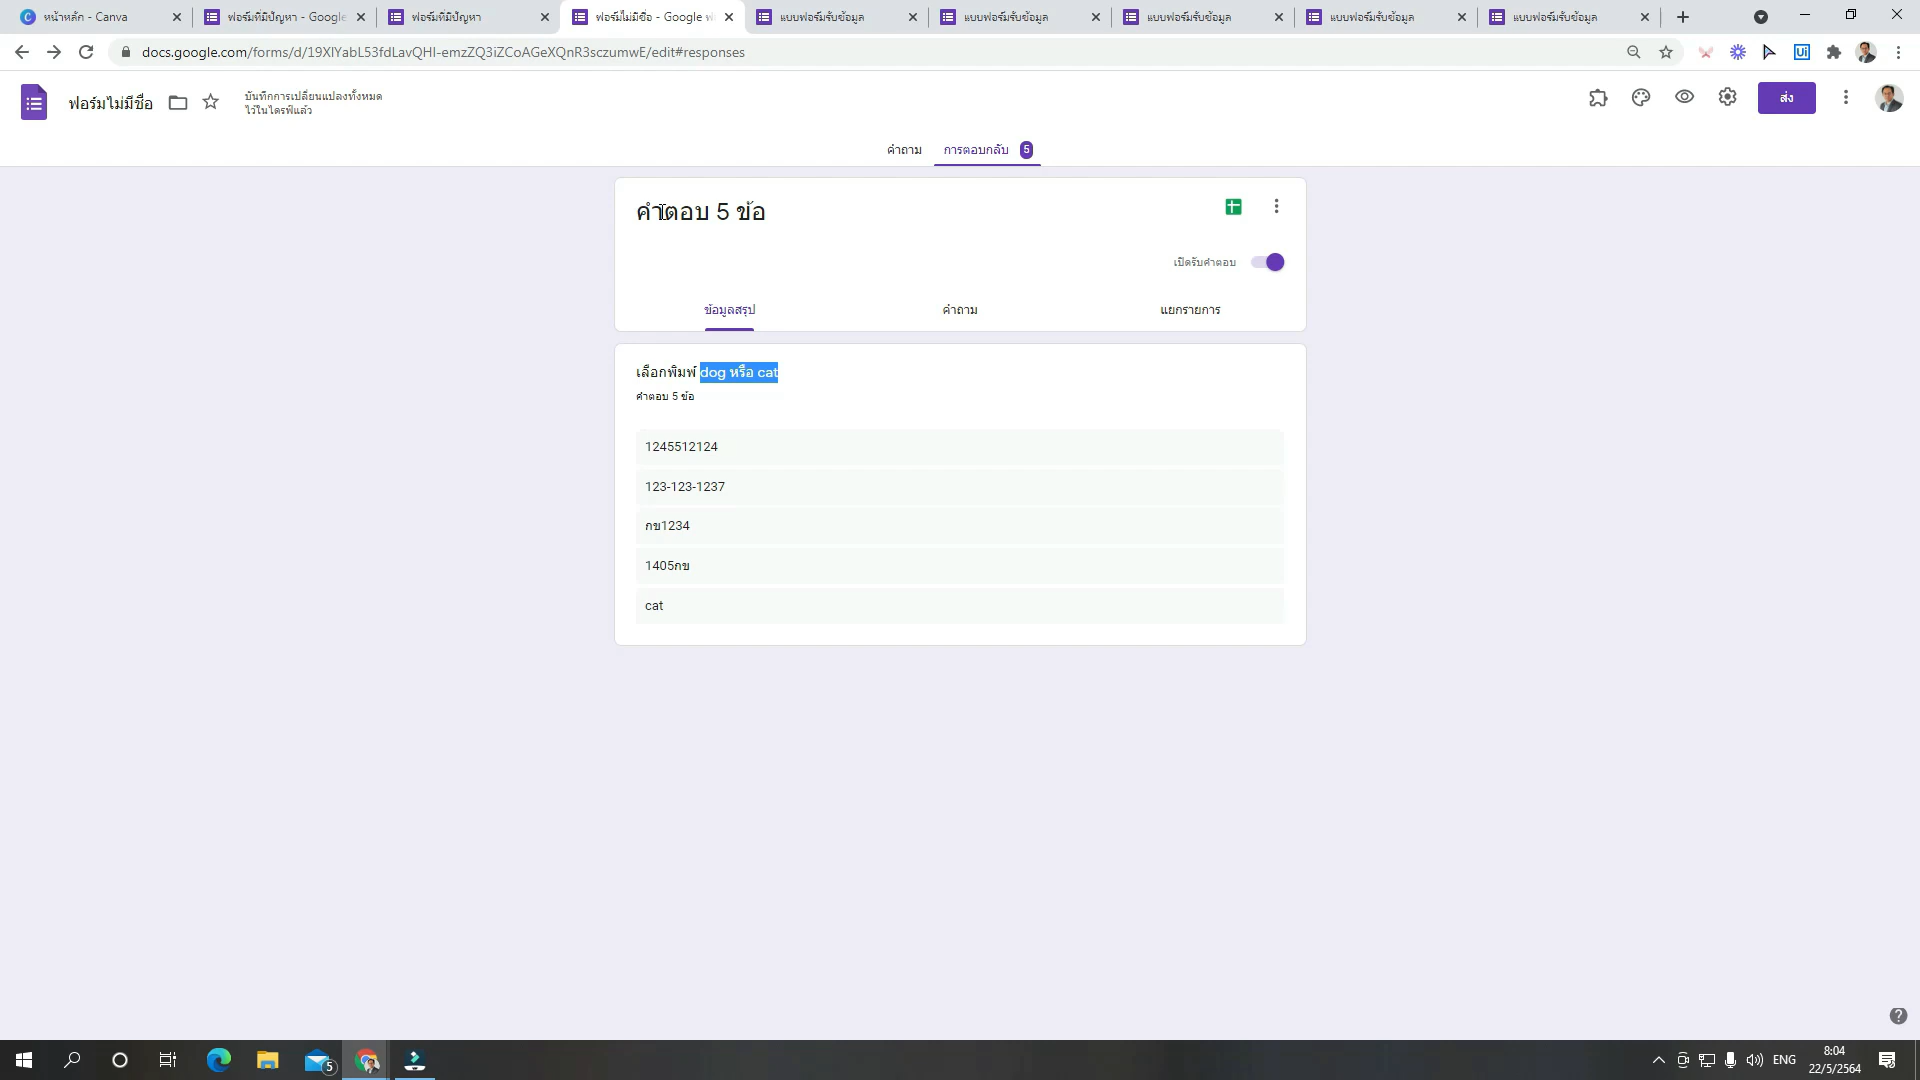 หน้าหลัก - Canva
ฟอร์มที่มีปัญหา - Google
ฟอร์มที่มีปัญหา
ฟอร์มไม่มีชื่อ - Google ฟ
แบบฟอร์มรับข้อมูล
แบบฟอร์มรับข้อมูล
แบบฟอร์มรับข้อมูล
แบบฟอร์มรับข้อมูล
แบบฟอร์มรับข้อมูล
docs.google.com/forms/d/19XlYabL53fdLavQHI-emzZQ3iZCoAGeXQnR3sczumwE/edit#responses
ฟอร์มไม่มีชื่อ
บันทึกการเปลี่ยนแปลงทั้งหมด
ไว้ในไดรฟ์แล้ว
ส่ง
คำถาม
การตอบกลับ 5
คำตอบ 5 ข้อ
เปิดรับคำตอบ
ข้อมูลสรุป
คำถาม
แยกรายการ
เลือกพิมพ์ dog หรือ cat
คำตอบ 5 ข้อ
1245512124
123-123-1237
กข1234
1405กข
cat
5
ENG
8:04
22/5/2564